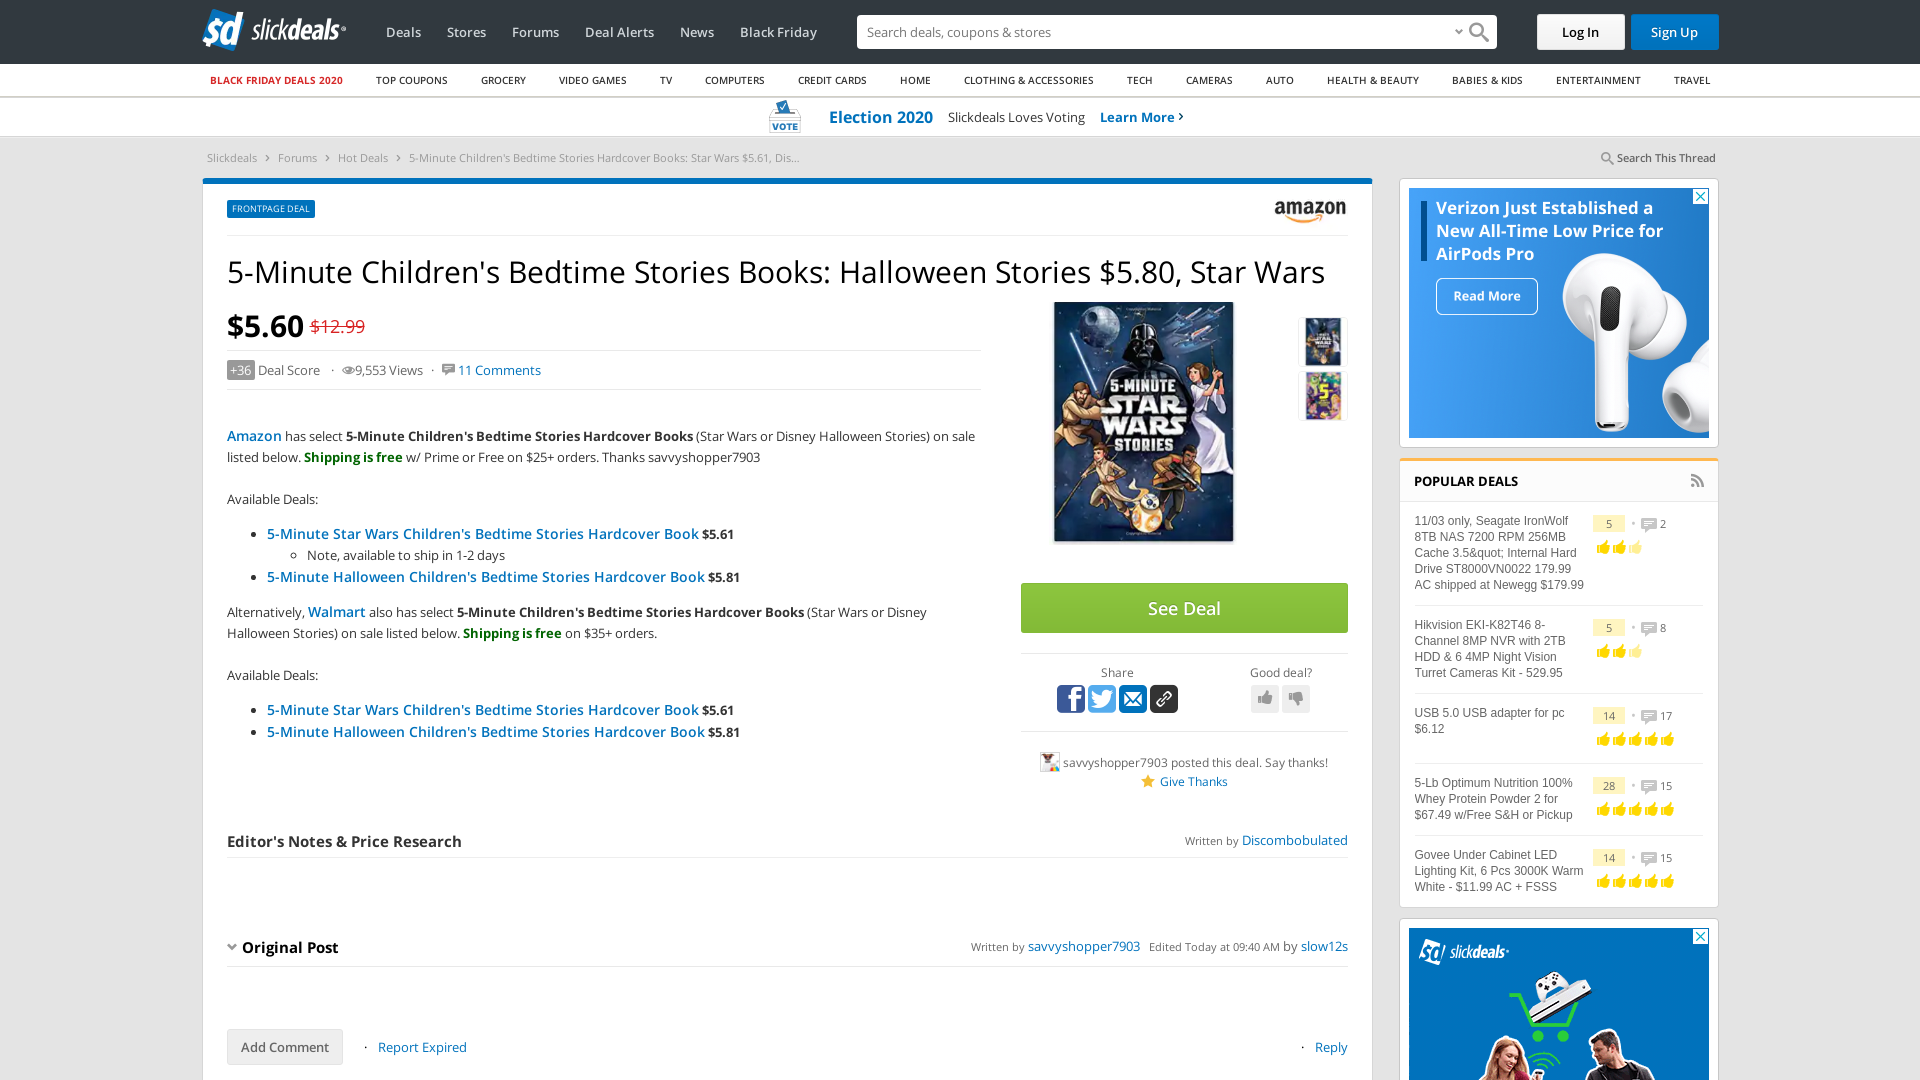 slickdeals
Deals
Stores
Forums
Deal Alerts
News
Black Friday
Search deals, coupons & stores
Log In
Sign Up
BLACK FRIDAY DEALS 2020
TOP COUPONS
GROCERY
VIDEO GAMES
TV
COMPUTERS
CREDIT CARDS
HOME
CLOTHING & ACCESSORIES
TECH
CAMERAS
AUTO
HEALTH & BEAUTY
BABIES & KIDS
ENTERTAINMENT
TRAVEL
VOTE
Election 2020 Slickdeals Loves Voting Learn More
Slickdeals > Forums > Hot Deals > 5-Minute Children's Bedtime Stories Hardcover Books: Star Wars $5.61, Dis...
Search This Thread
FRONTPAGE DEAL
amazon
5-Minute Children's Bedtime Stories Books: Halloween Stories $5.80, Star Wars
$5.60 $12.99
+36 Deal Score · 9,553 Views · 11 Comments
Amazon has select 5-Minute Children's Bedtime Stories Hardcover Books (Star Wars or Disney Halloween Stories) on sale
listed below. Shipping is free w/ Prime or Free on $25+ orders. Thanks savvyshopper7903
Available Deals:
5-Minute Star Wars Children's Bedtime Stories Hardcover Book $5.61
Note, available to ship in 1-2 days
5-Minute Halloween Children's Bedtime Stories Hardcover Book $5.81
Alternatively, Walmart also has select 5-Minute Children's Bedtime Stories Hardcover Books (Star Wars or Disney
Halloween Stories) on sale listed below. Shipping is free on $35+ orders.
Available Deals:
5-Minute Star Wars Children's Bedtime Stories Hardcover Book $5.61
5-Minute Halloween Children's Bedtime Stories Hardcover Book $5.81
5-MINUTE
STAR
WARS
STORIES
See Deal
Share
Good deal?
savvyshopper7903 posted this deal. Say thanks!
Give Thanks
Editor's Notes & Price Research
Written by Discombobulated
Original Post
Written by savvyshopper7903 Edited Today at 09:40 AM by slow12s
Add Comment
· Report Expired
· Reply
Verizon Just Established a
New All-Time Low Price for
AirPods Pro
Read More
POPULAR DEALS
11/03 only, Seagate IronWolf
8TB NAS 7200 RPM 256MB
Cache 3.5&quot; Internal Hard
Drive ST8000VN0022 179.99
AC shipped at Newegg $179.99
5 · 2
Hikvision EKI-K82T46 8-
Channel 8MP NVR with 2TB
HDD & 6 4MP Night Vision
Turret Cameras Kit - 529.95
5 · 8
USB 5.0 USB adapter for pc
$6.12
14 · 17
5-Lb Optimum Nutrition 100%
Whey Protein Powder 2 for
$67.49 w/Free S&H or Pickup
28 · 15
Govee Under Cabinet LED
Lighting Kit, 6 Pcs 3000K Warm
White - $11.99 AC + FSSS
14 · 15
slickdeals